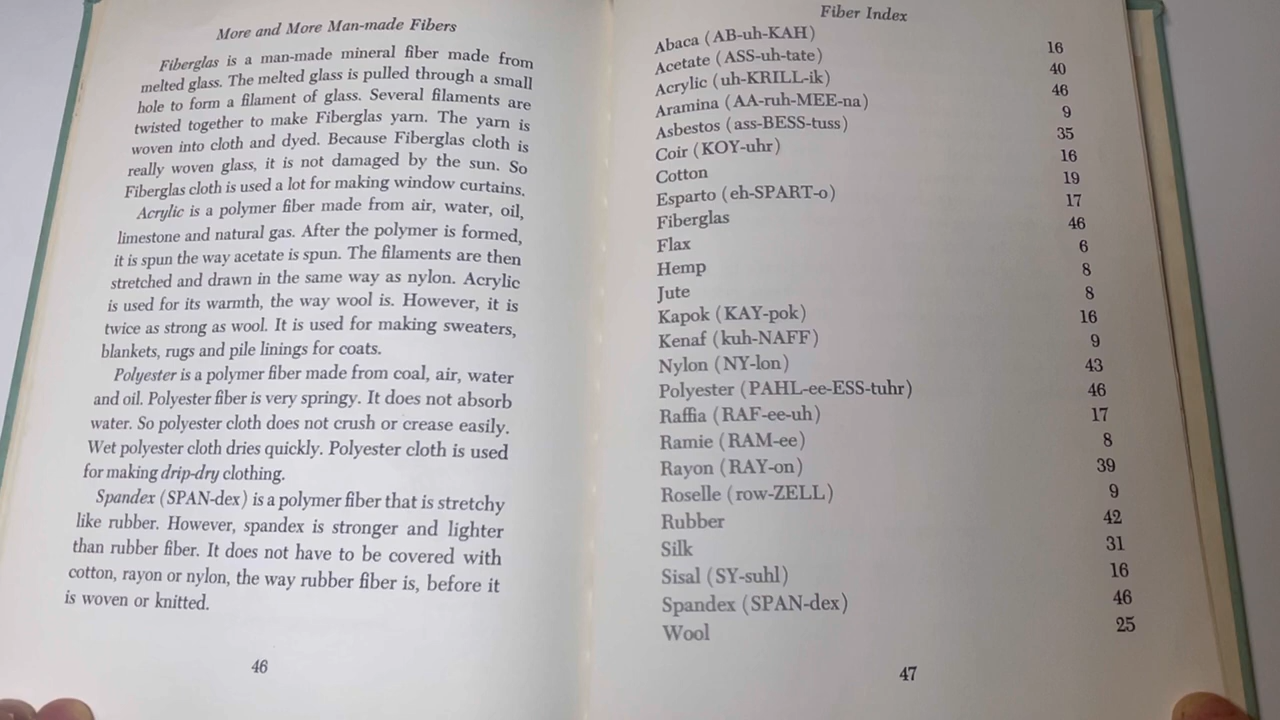 More and More Man-made Fibers
Fiberglas is a man-made mineral fiber made from
melted glass. The melted glass is pulled through a small
hole to form a filament of glass. Several filaments are
twisted together to make Fiberglas yarn. The yarn is
woven into cloth and dyed. Because Fiberglas cloth is
really woven glass, it is not damaged by the sun. So
Fiberglas cloth is used a lot for making window curtains.
Acrylic is a polymer fiber made from air, water, oil,
limestone and natural gas. After the polymer is formed,
it is spun the way acetate is spun. The filaments are then
stretched and drawn in the same way as nylon. Acrylic
is used for its warmth, the way wool is. However, it is
twice as strong as wool. It is used for making sweaters,
blankets, rugs and pile linings for coats.
Polyester is a polymer fiber made from coal, air, water
and oil. Polyester fiber is very springy. It does not absorb
water. So polyester cloth does not crush or crease easily.
Wet polyester cloth dries quickly. Polyester cloth is used
for making drip-dry clothing.
Spandex (SPAN-dex) is a polymer fiber that is stretchy
like rubber. However, spandex is stronger and lighter
than rubber fiber. It does not have to be covered with
cotton, rayon or nylon, the way rubber fiber is, before it
is woven or knitted.
46
Fiber Index
Abaca (AB-uh-KAH) 16
Acetate (ASS-uh-tate) 40
Acrylic (uh-KRILL-ik) 46
Aramina (AA-ruh-MEE-na) 9
Asbestos (ass-BESS-tuss) 35
Coir (KOY-uhr) 16
Cotton 19
Esparto (eh-SPART-o) 17
Fiberglas 46
Flax 6
Hemp 8
Jute 8
Kapok (KAY-pok) 16
Kenaf (kuh-NAFF) 9
Nylon (NY-lon) 43
Polyester (PAHL-ee-ESS-tuhr) 46
Raffia (RAF-ee-uh) 17
Ramie (RAM-ee) 8
Rayon (RAY-on) 39
Roselle (row-ZELL) 9
Rubber 42
Silk 31
Sisal (SY-suhl) 16
Spandex (SPAN-dex) 46
Wool 25
47